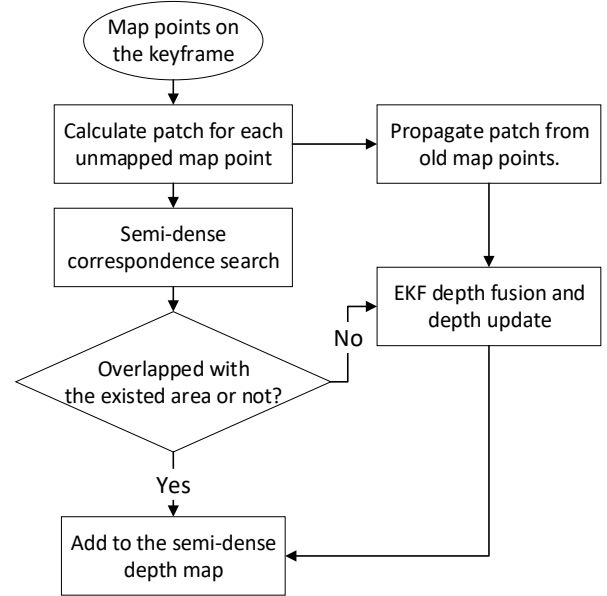 Map points on
the keyframe
Calculate patch for each
unmapped map point
Propagate patch from
old map points.
Semi-dense
correspondence search
EKF depth fusion and
depth update
No
Overlapped with
the existed area or not?
Yes
Add to the semi-dense
depth map